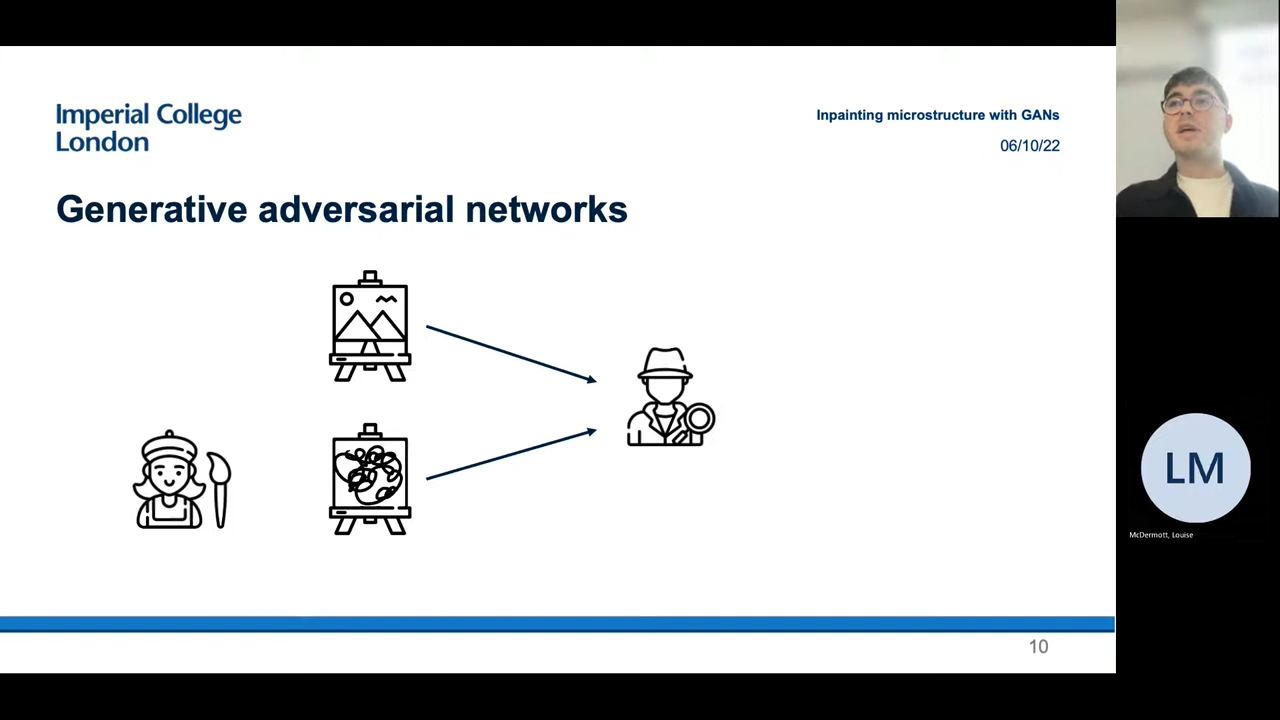 Imperial College
London
Inpainting microstructure with GANs
06/10/22
Generative adversarial networks
10
LM
McDermott, Louise